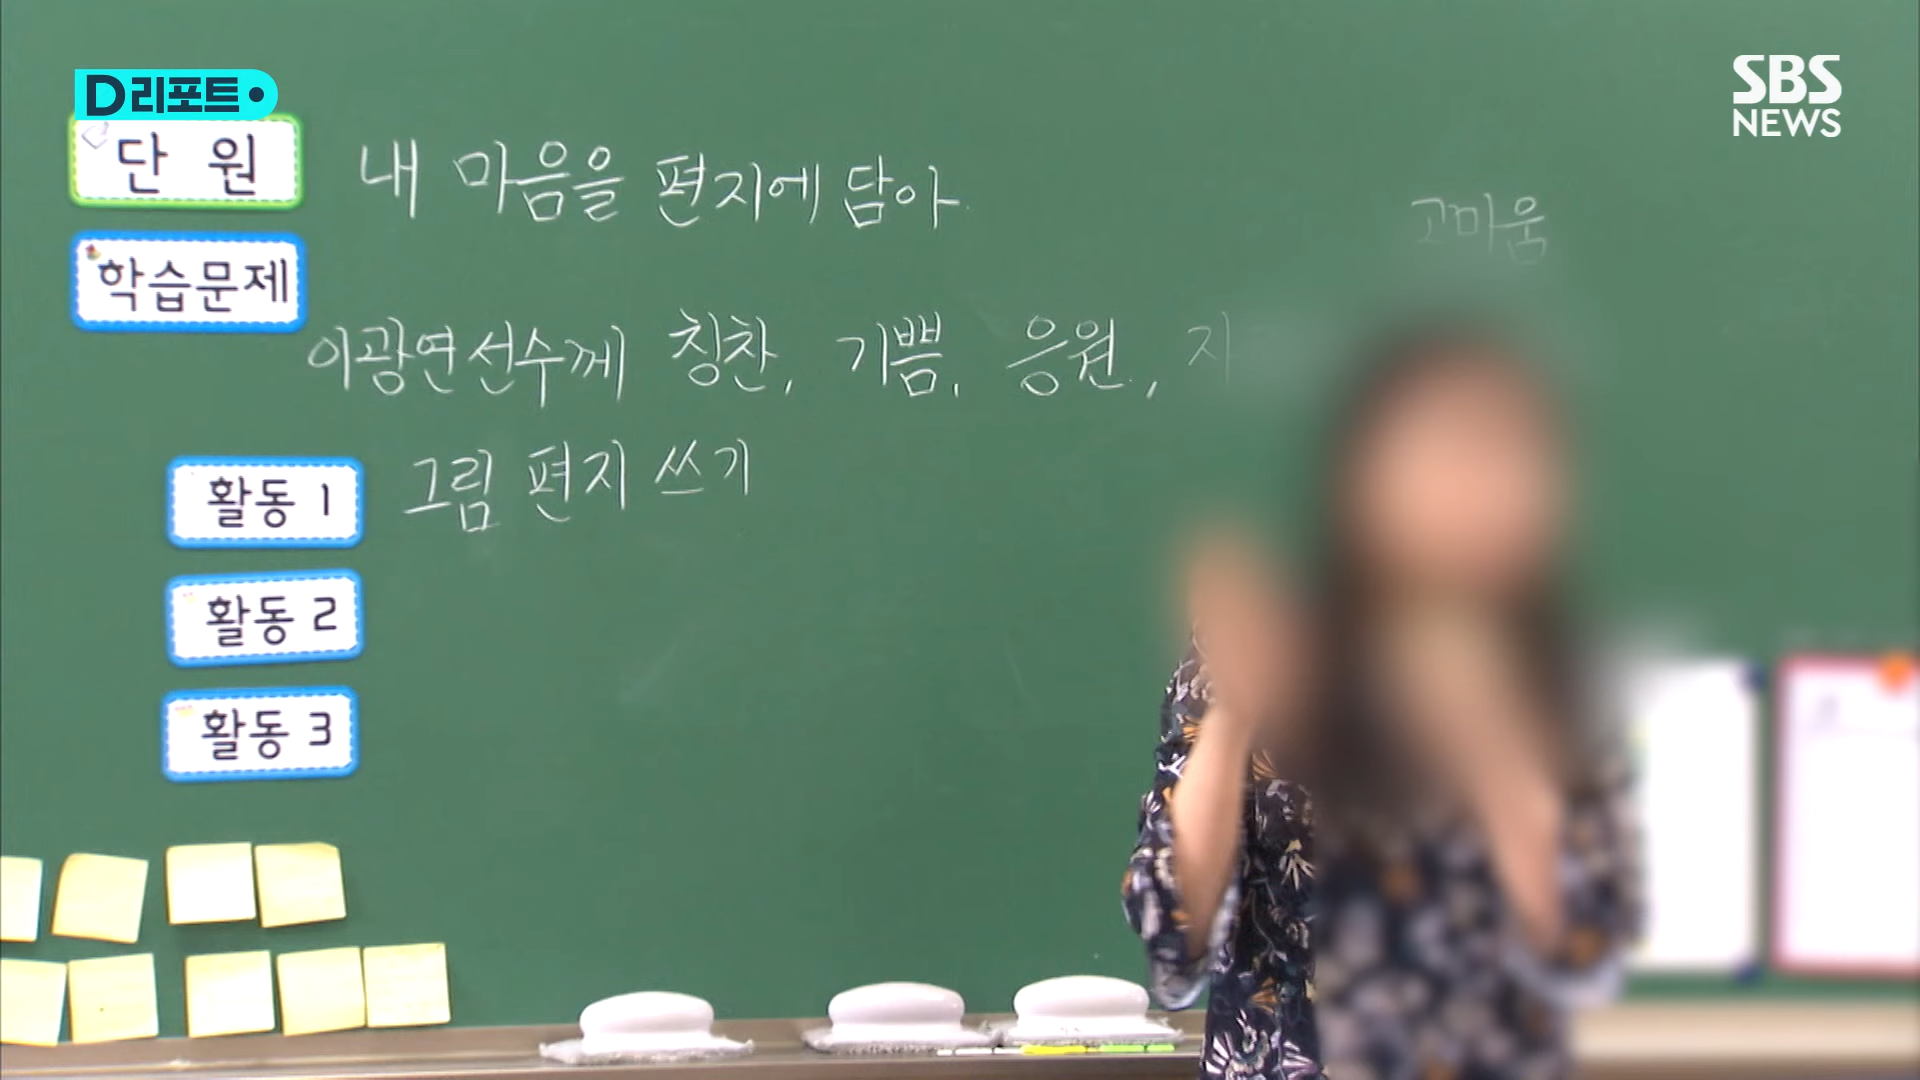 D리포트
SBS
NEWS
단 원 내 마음을 편지에 담아
고마움
학습문제
이광연선수께 칭찬, 기쁨, 응원, 자
활동 1 그림 편지 쓰기
활동 2
활동 3